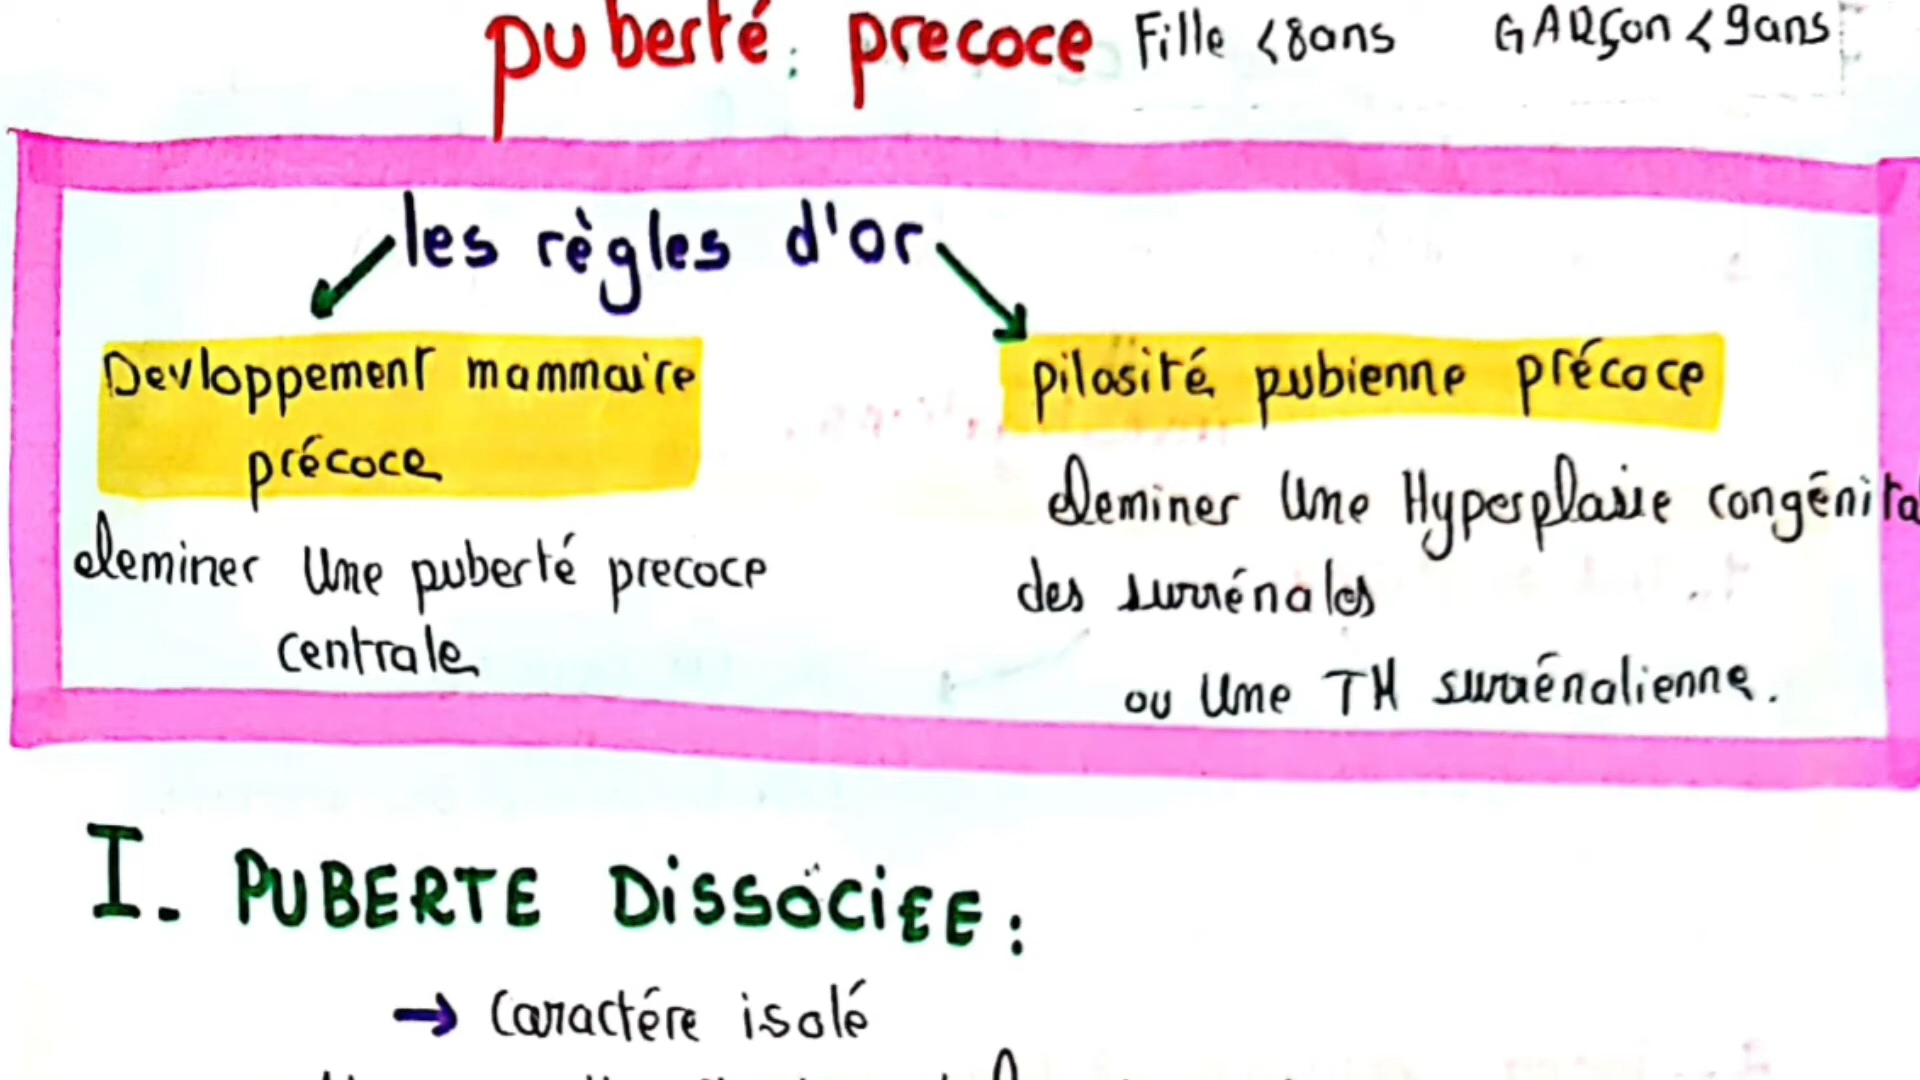 puberté precoce Fille <8ans GARçon <9ans
les règles d'or
Devloppement mammaire
précoce
eleminer Une puberté precoce
centrale
pilosité pubienne précoce
eleminer Une Hyperplasie congénita
des surrénales
ou Une TM surrénalienne.
I. PUBERTE DissociEE :
→ Caractére isolé